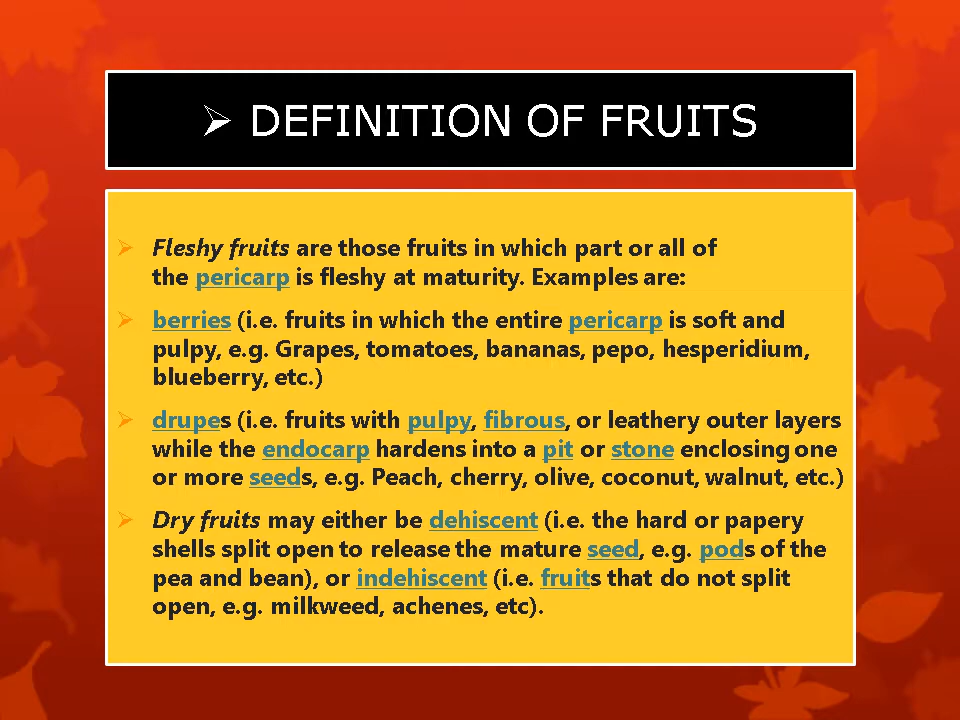 ➢ DEFINITION OF FRUITS
➢ Fleshy fruits are those fruits in which part or all of
the pericarp is fleshy at maturity. Examples are:
➢ berries (i.e. fruits in which the entire pericarp is soft and
pulpy, e.g. Grapes, tomatoes, bananas, pepo, hesperidium,
blueberry, etc.)
➢ drupes (i.e. fruits with pulpy, fibrous, or leathery outer layers
while the endocarp hardens into a pit or stone enclosing one
or more seeds, e.g. Peach, cherry, olive, coconut, walnut, etc.)
➢ Dry fruits may either be dehiscent (i.e. the hard or papery
shells split open to release the mature seed, e.g. pods of the
pea and bean), or indehiscent (i.e. fruits that do not split
open, e.g. milkweed, achenes, etc).